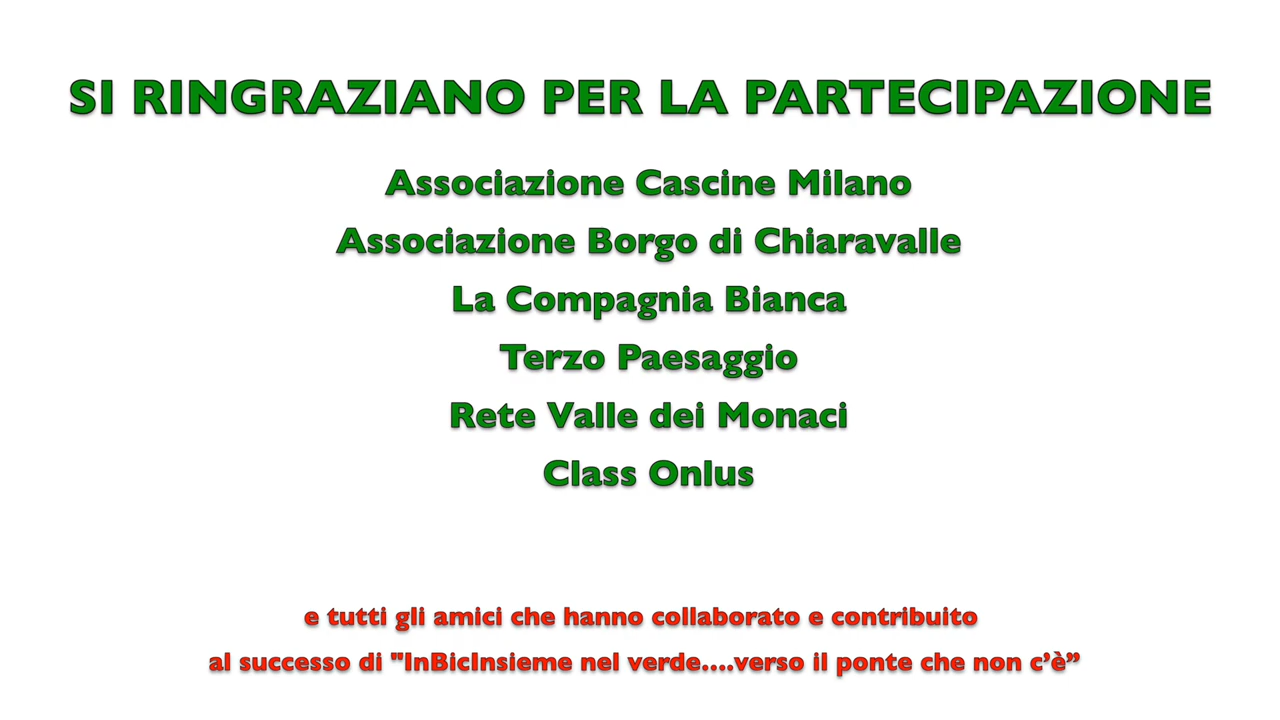 SI RINGRAZIANO PER LA PARTECIPAZIONE
Associazione Cascine Milano
Associazione Borgo di Chiaravalle
La Compagnia Bianca
Terzo Paesaggio
Rete Valle dei Monaci
Class Onlus
e tutti gli amici che hanno collaborato e contribuito
al successo di "InBicInsieme nel verde....verso il ponte che non c’è”